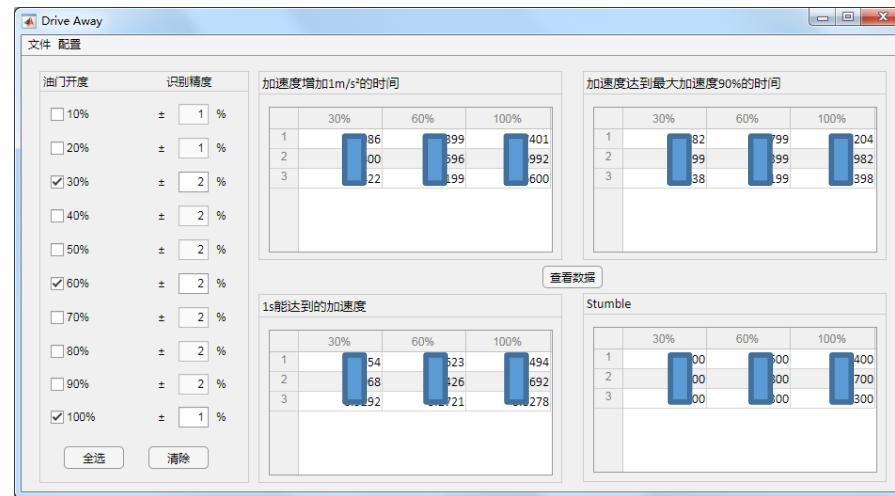 Drive Away
文件 配置
油门开度 识别精度
10% ± 1 %
20% ± 1 %
30% ± 2 %
40% ± 2 %
50% ± 2 %
60% ± 2 %
70% ± 2 %
80% ± 2 %
90% ± 2 %
100% ± 1 %
全选 清除
加速度增加1m/s²的时间
30% 60% 100%
1 86 399 401
2 00 596 992
3 22 199 600
加速度达到最大加速度90%的时间
30% 60% 100%
1 82 799 204
2 99 399 982
3 38 199 398
查看数据
1s能达到的加速度
30% 60% 100%
1 54 523 494
2 68 426 692
3 292 2721 278
Stumble
30% 60% 100%
1 00 500 400
2 00 300 700
3 00 300 300